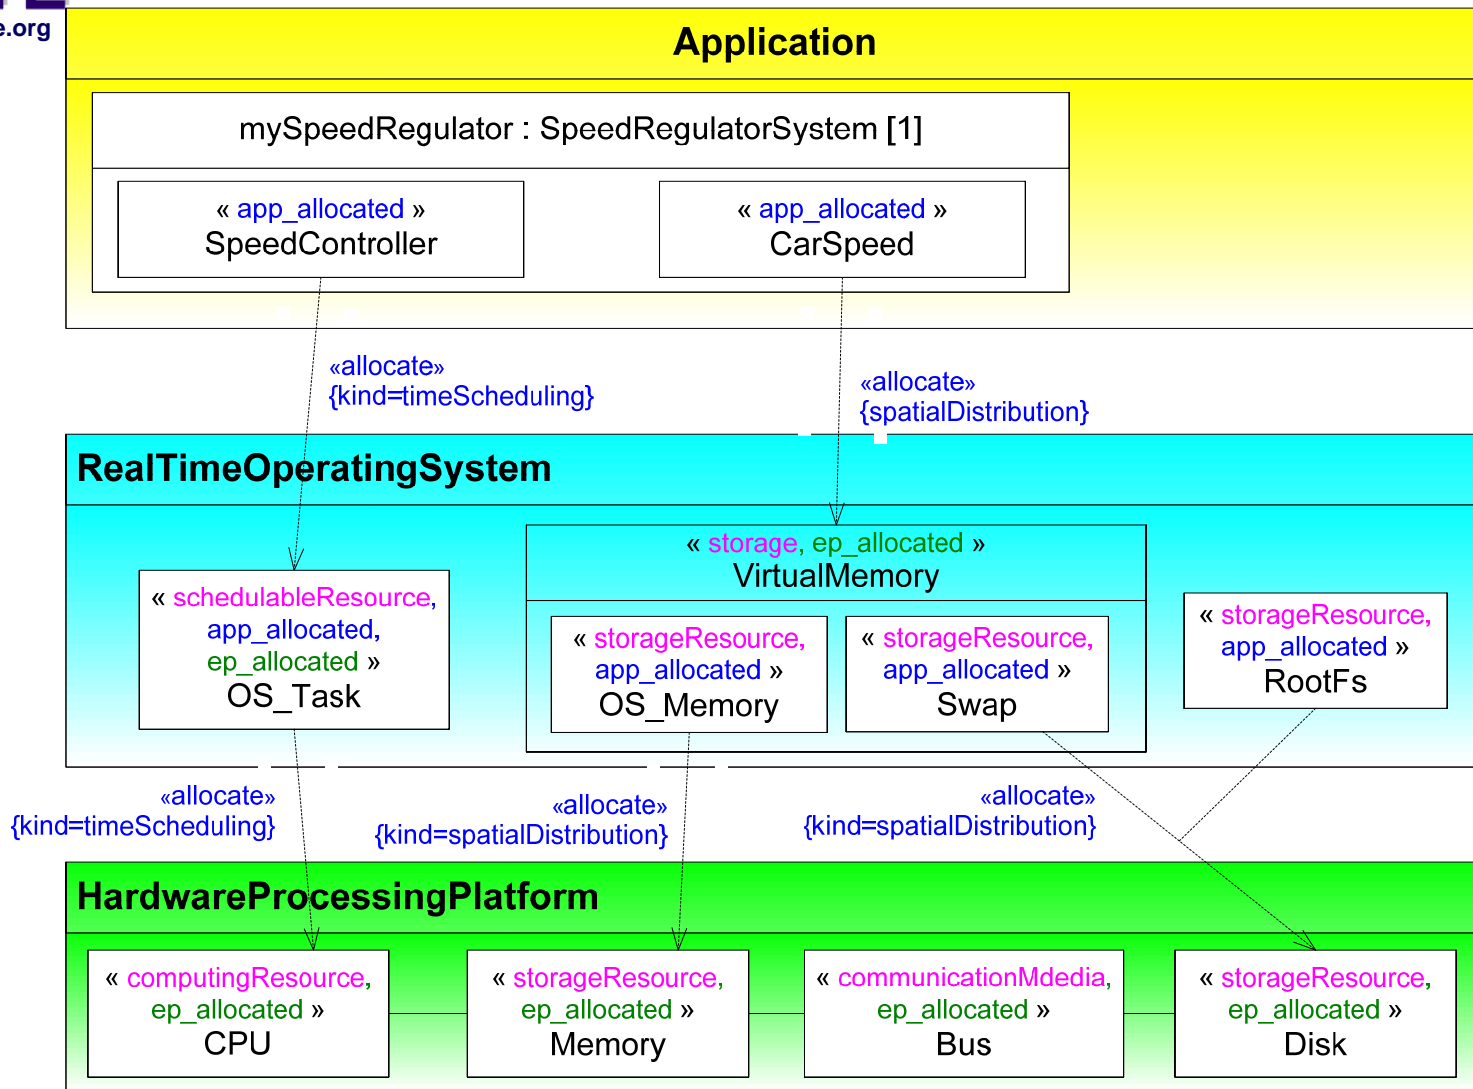 e.org
Application
mySpeedRegulator : SpeedRegulatorSystem [1]
« app_allocated »
SpeedController
« app_allocated »
CarSpeed
«allocate»
{kind=timeScheduling}
«allocate»
{spatialDistribution}
RealTimeOperatingSystem
« storage, ep_allocated »
VirtualMemory
« schedulableResource,
app_allocated,
ep_allocated »
OS_Task
« storageResource,
app_allocated »
OS_Memory
« storageResource,
app_allocated »
Swap
« storageResource,
app_allocated »
RootFs
«allocate»
{kind=timeScheduling}
«allocate»
{kind=spatialDistribution}
«allocate»
{kind=spatialDistribution}
HardwareProcessingPlatform
« computingResource,
ep_allocated »
CPU
« storageResource,
ep_allocated »
Memory
« communicationMdedia,
ep_allocated »
Bus
« storageResource,
ep_allocated »
Disk